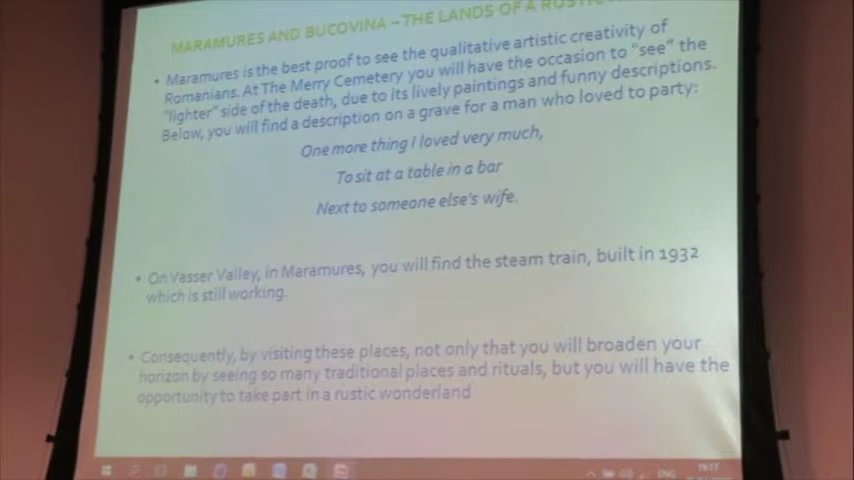 MARAMURES AND BUCOVINA – THE LANDS OF A
• Maramures is the best proof to see the qualitative artistic creativity of
Romanians. At The Merry Cemetery you will have the occasion to "see" the
"lighter" side of the death, due to its lively paintings and funny descriptions.
Below, you will find a description on a grave for a man who loved to party:
One more thing I loved very much,
To sit at a table in a bar
Next to someone else's wife.
• On Vasser Valley, in Maramures, you will find the steam train, built in 1932
which is still working.
• Consequently, by visiting these places, not only that you will broaden your
horizon by seeing so many traditional places and rituals, but you will have the
opportunity to take part in a rustic wonderland
ENG